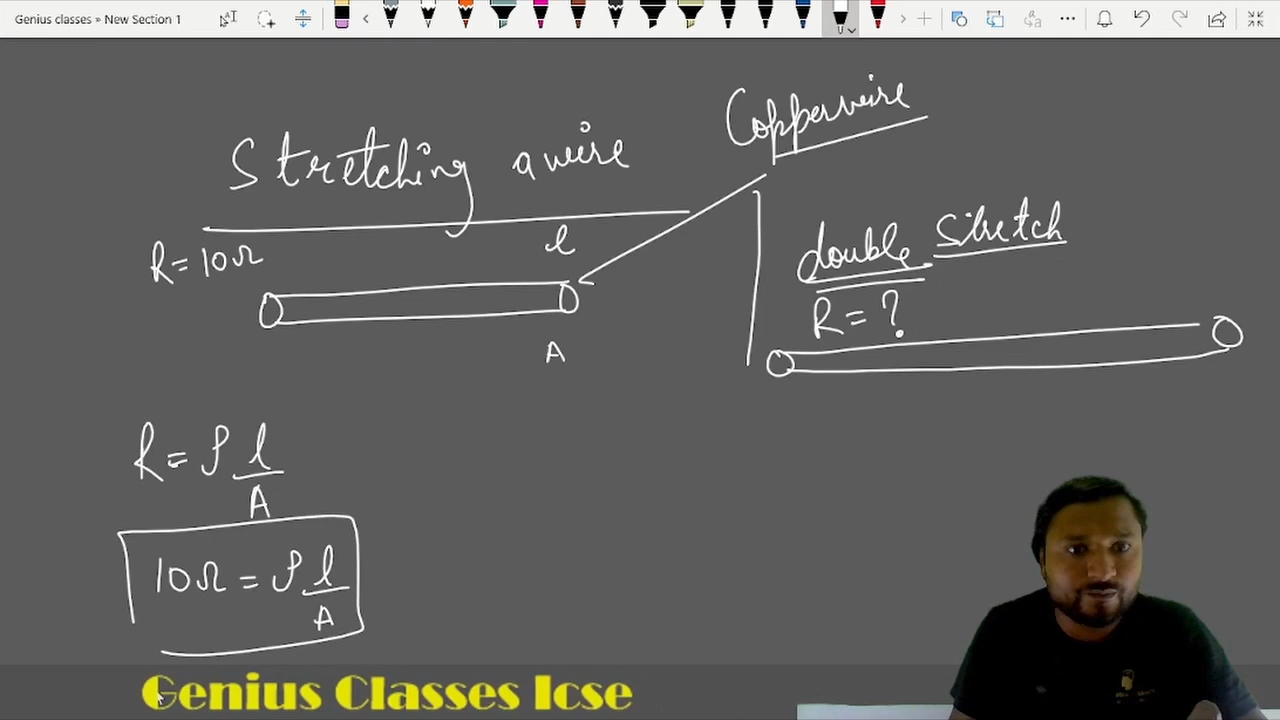 Genius classes » New Section 1
Copperwire
Stretching a wire
double stretch
R = 10Ω
l
R = ?
A
R = ρ l/A
10Ω = ρ l/A
Genius Classes Icse